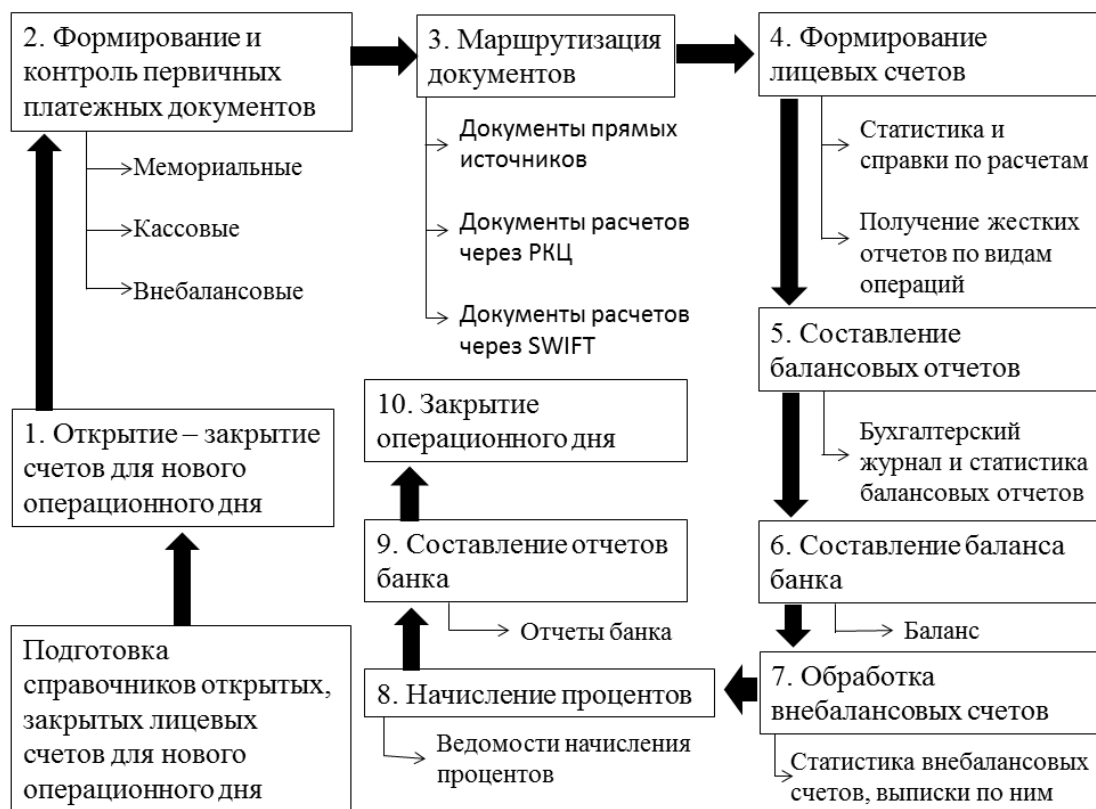 2. Формирование и
контроль первичных
платежных документов
Мемориальные
Кассовые
Внебалансовые
3. Маршрутизация
документов
Документы прямых
источников
Документы расчетов
через РКЦ
Документы расчетов
через SWIFT
4. Формирование
лицевых счетов
Статистика и
справки по расчетам
Получение жестких
отчетов по видам
операций
5. Составление
балансовых отчетов
Бухгалтерский
журнал и статистика
балансовых отчетов
1. Открытие – закрытие
счетов для нового
операционного дня
10. Закрытие
операционного дня
9. Составление отчетов
банка
Отчеты банка
6. Составление баланса
банка
Баланс
Подготовка
справочников открытых,
закрытых лицевых
счетов для нового
операционного дня
8. Начисление процентов
Ведомости начисления
процентов
7. Обработка
внебалансовых счетов
Статистика внебалансовых
счетов, выписки по ним